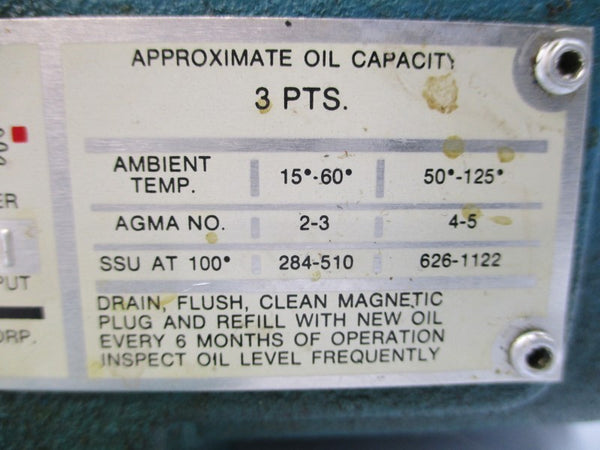 APPROXIMATE OIL CAPACITY
3 PTS.
AMBIENT TEMP. 15°-60° 50°-125°
AGMA NO. 2-3 4-5
SSU AT 100° 284-510 626-1122
DRAIN, FLUSH, CLEAN MAGNETIC
PLUG AND REFILL WITH NEW OIL
EVERY 6 MONTHS OF OPERATION
INSPECT OIL LEVEL FREQUENTLY
ER
PUT
ORP.